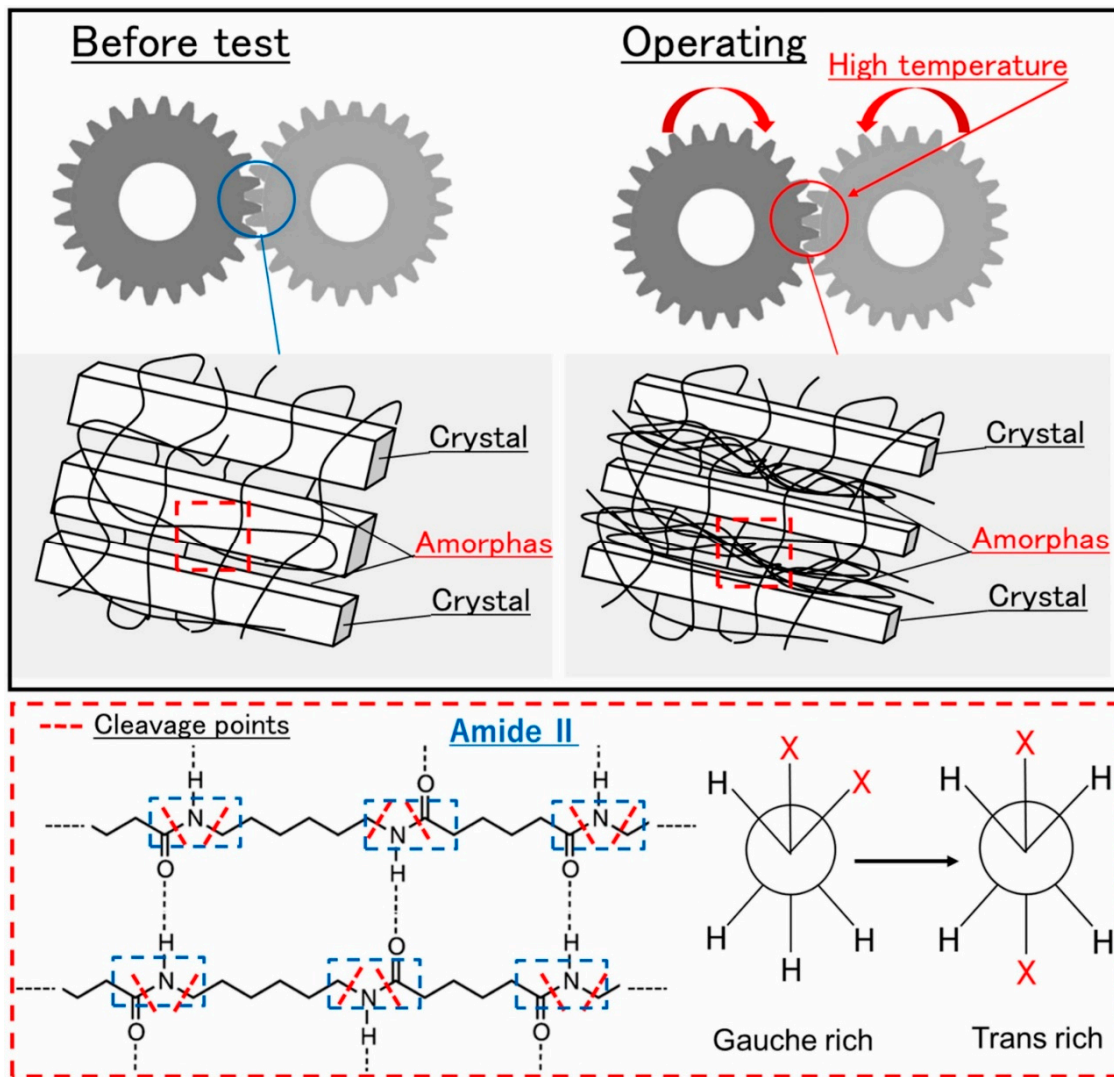 Before test
Operating
High temperature
Crystal
Amorphas
Crystal
Crystal
Amorphas
Crystal
Cleavage points
Amide II
H
O
H
N
N
N
O
H
O
H
O
H
N
N
N
O
H
O
X
H
X
H
H
H
X
H
H
H
H
X
Gauche rich
Trans rich